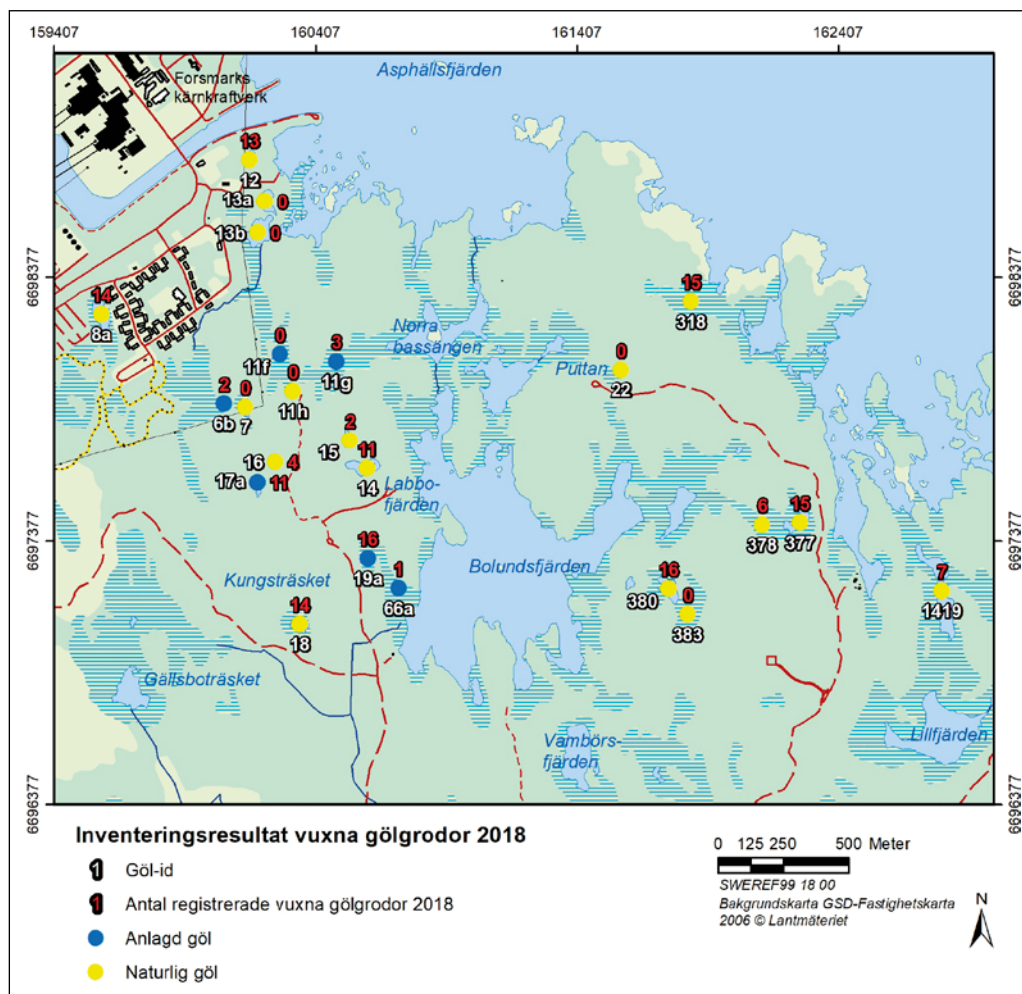 159407 160407 161407 162407
Asphällsfjärden
Forsmarks
kärnkraftverk
13
12
13a 0
13b 0
6698377 6698377
15
318
14
8a
Norra
bassängen
0
11f
3
11g
0
22
Puttan
0
11h
2
6b
0
7
2
15
11
14
16 4
17a 11
Labbo-
fjärden
6
378
15
377
6697377 6697377
16
19a
Bolundsfjärden
Kungsträsket
1
66a
16
380
0
383
7
1419
14
18
Gällsboträsket
Vambörs-
fjärden
Lillfjärden
6696377 6696377
Inventeringsresultat vuxna gölgrodor 2018
1 Göl-id
1 Antal registrerade vuxna gölgrodor 2018
Anlagd göl
Naturlig göl
0 125 250 500 Meter
SWEREF99 18 00
Bakgrundskarta GSD-Fastighetskarta
2006 © Lantmäteriet
N